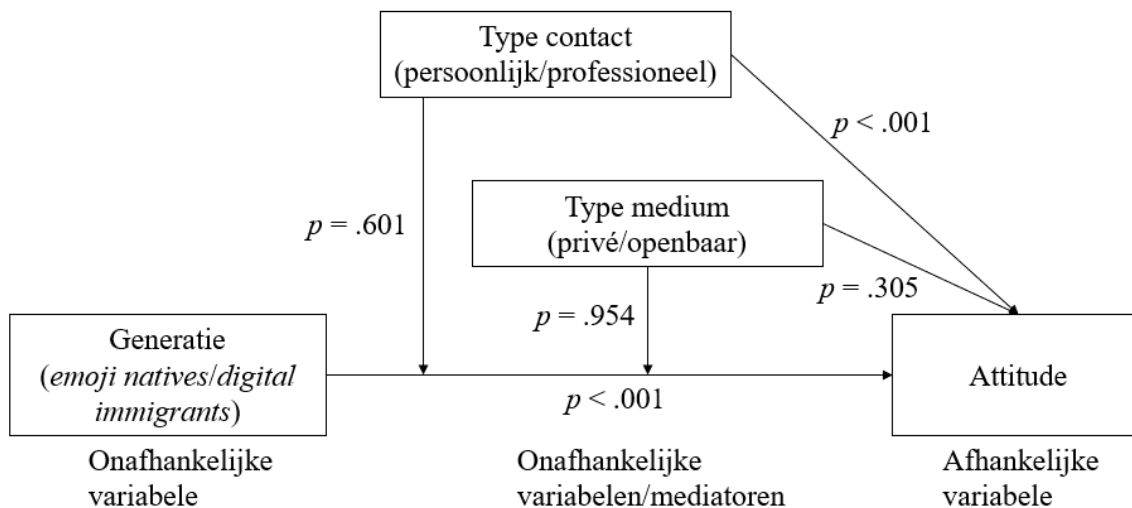 Type contact
(persoonlijk/professioneel)
p < .001
Type medium
(privé/openbaar)
p = .601
p = .305
p = .954
Generatie
(emoji natives/digital
immigrants)
Attitude
p < .001
Onafhankelijke
variabele
Onafhankelijke
variabelen/mediatoren
Afhankelijke
variabele